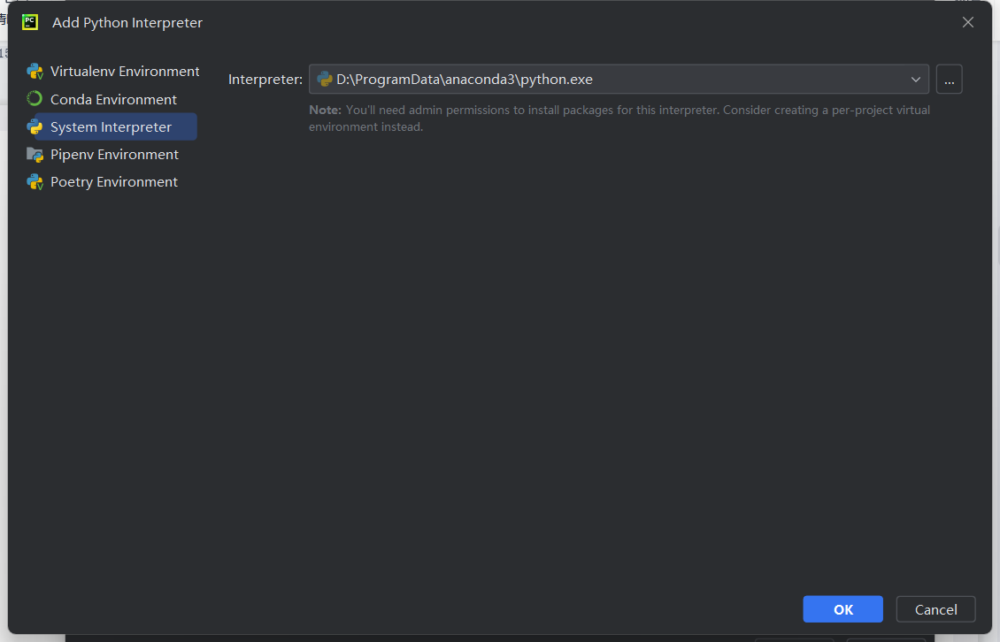 Add Python Interpreter
Virtualenv Environment
Conda Environment
System Interpreter
Pipenv Environment
Poetry Environment
Interpreter: D:\ProgramData\anaconda3\python.exe
...
Note: You'll need admin permissions to install packages for this interpreter. Consider creating a per-project virtual
environment instead.
OK
Cancel